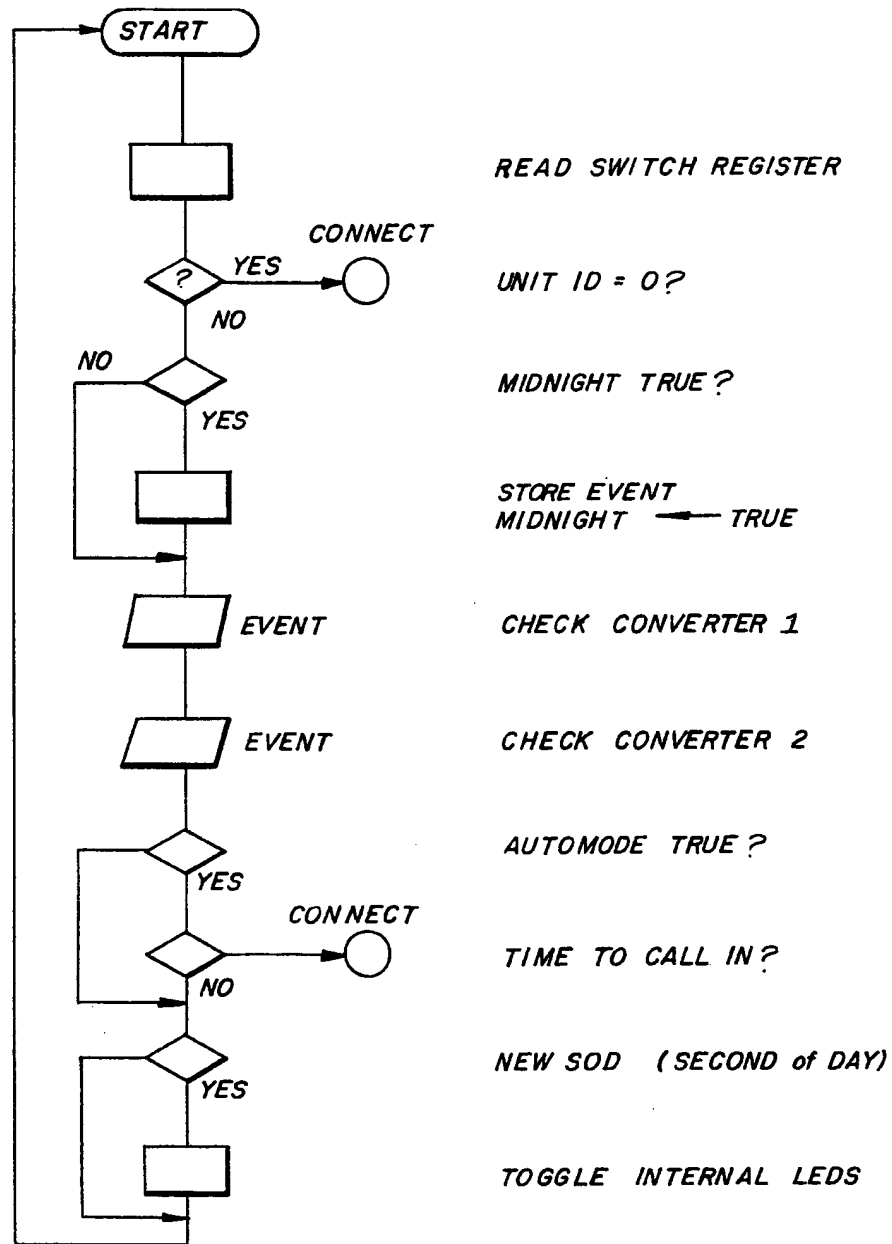 START
READ SWITCH REGISTER
CONNECT
? YES UNIT ID = 0?
NO
NO MIDNIGHT TRUE?
YES
STORE EVENT
MIDNIGHT ← TRUE
EVENT CHECK CONVERTER 1
EVENT CHECK CONVERTER 2
AUTOMODE TRUE?
YES
CONNECT
TIME TO CALL IN?
NO
NEW SOD (SECOND of DAY)
YES
TOGGLE INTERNAL LEDS